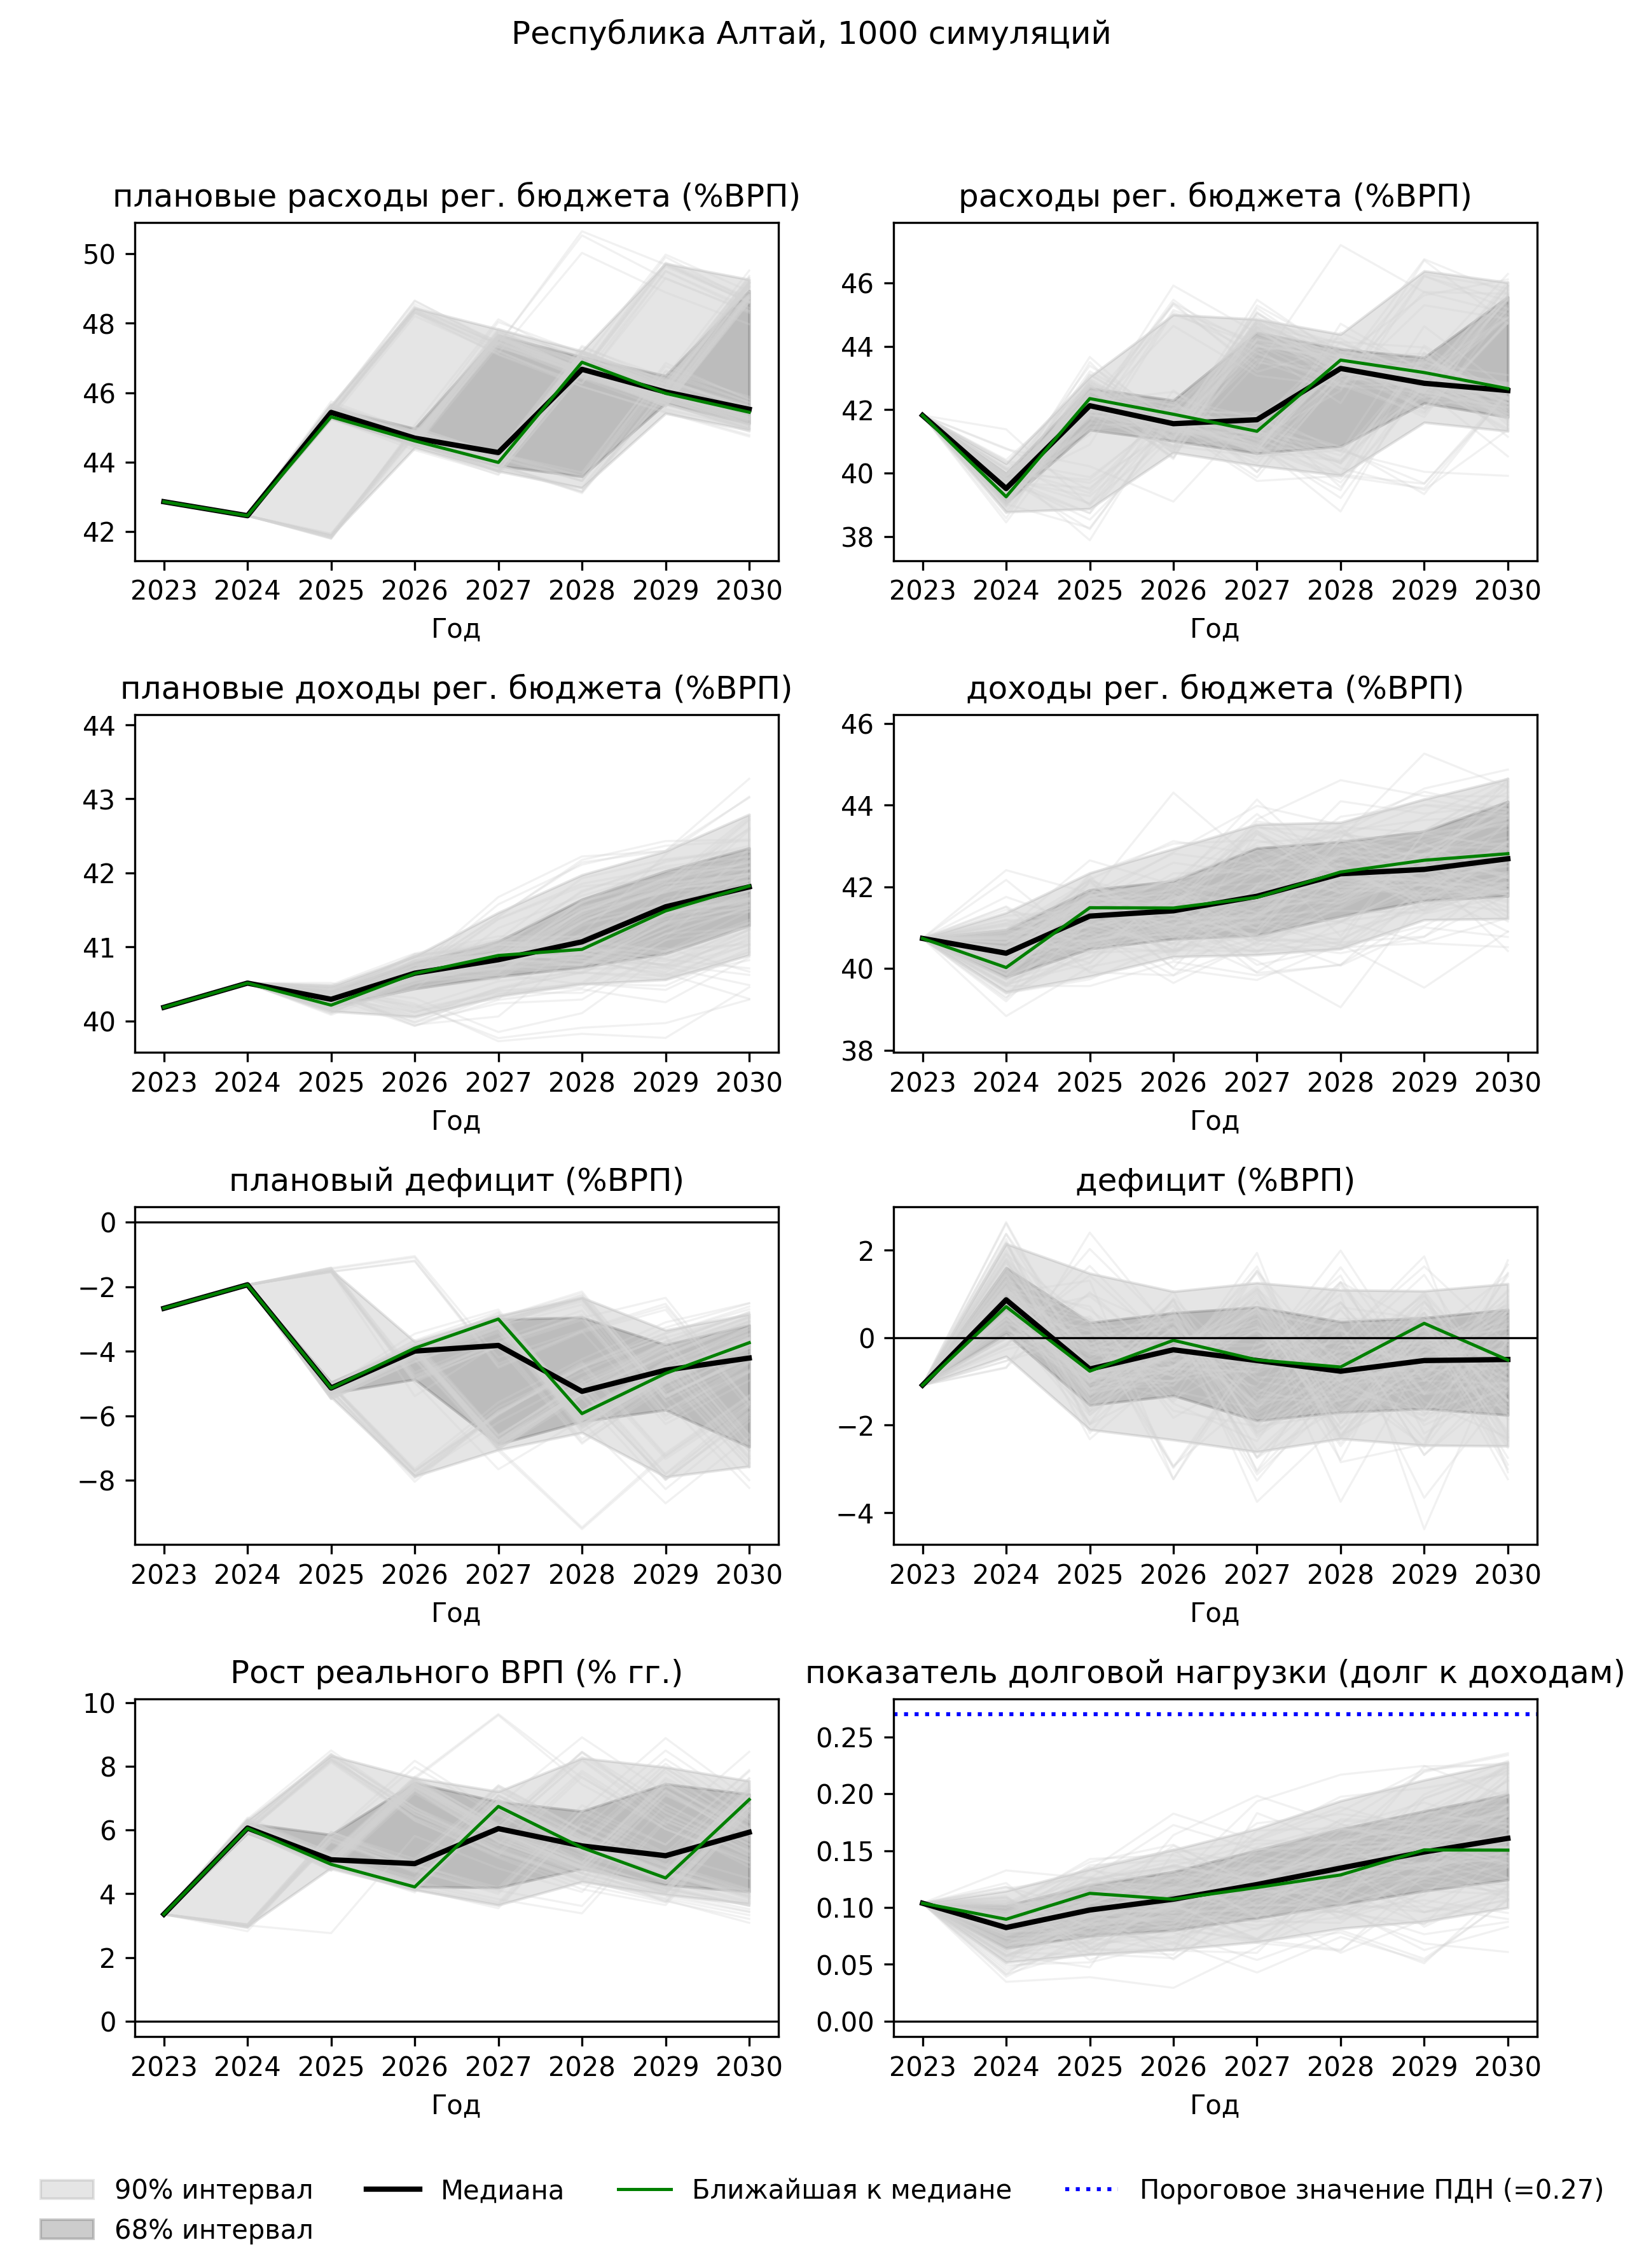 Республика Алтай, 1000 симуляций
плановые расходы рег. бюджета (%ВРП)
50
48
46
44
42
2023 2024 2025 2026 2027 2028 2029 2030
Год
расходы рег. бюджета (%ВРП)
46
44
42
40
38
2023 2024 2025 2026 2027 2028 2029 2030
Год
плановые доходы рег. бюджета (%ВРП)
44
43
42
41
40
2023 2024 2025 2026 2027 2028 2029 2030
Год
доходы рег. бюджета (%ВРП)
46
44
42
40
38
2023 2024 2025 2026 2027 2028 2029 2030
Год
плановый дефицит (%ВРП)
0
−2
−4
−6
−8
2023 2024 2025 2026 2027 2028 2029 2030
Год
дефицит (%ВРП)
2
0
−2
−4
2023 2024 2025 2026 2027 2028 2029 2030
Год
Рост реального ВРП (% гг.)
10
8
6
4
2
0
2023 2024 2025 2026 2027 2028 2029 2030
Год
показатель долговой нагрузки (долг к доходам)
0.25
0.20
0.15
0.10
0.05
0.00
2023 2024 2025 2026 2027 2028 2029 2030
Год
90% интервал
68% интервал
Медиана
Ближайшая к медиане
Пороговое значение ПДН (=0.27)